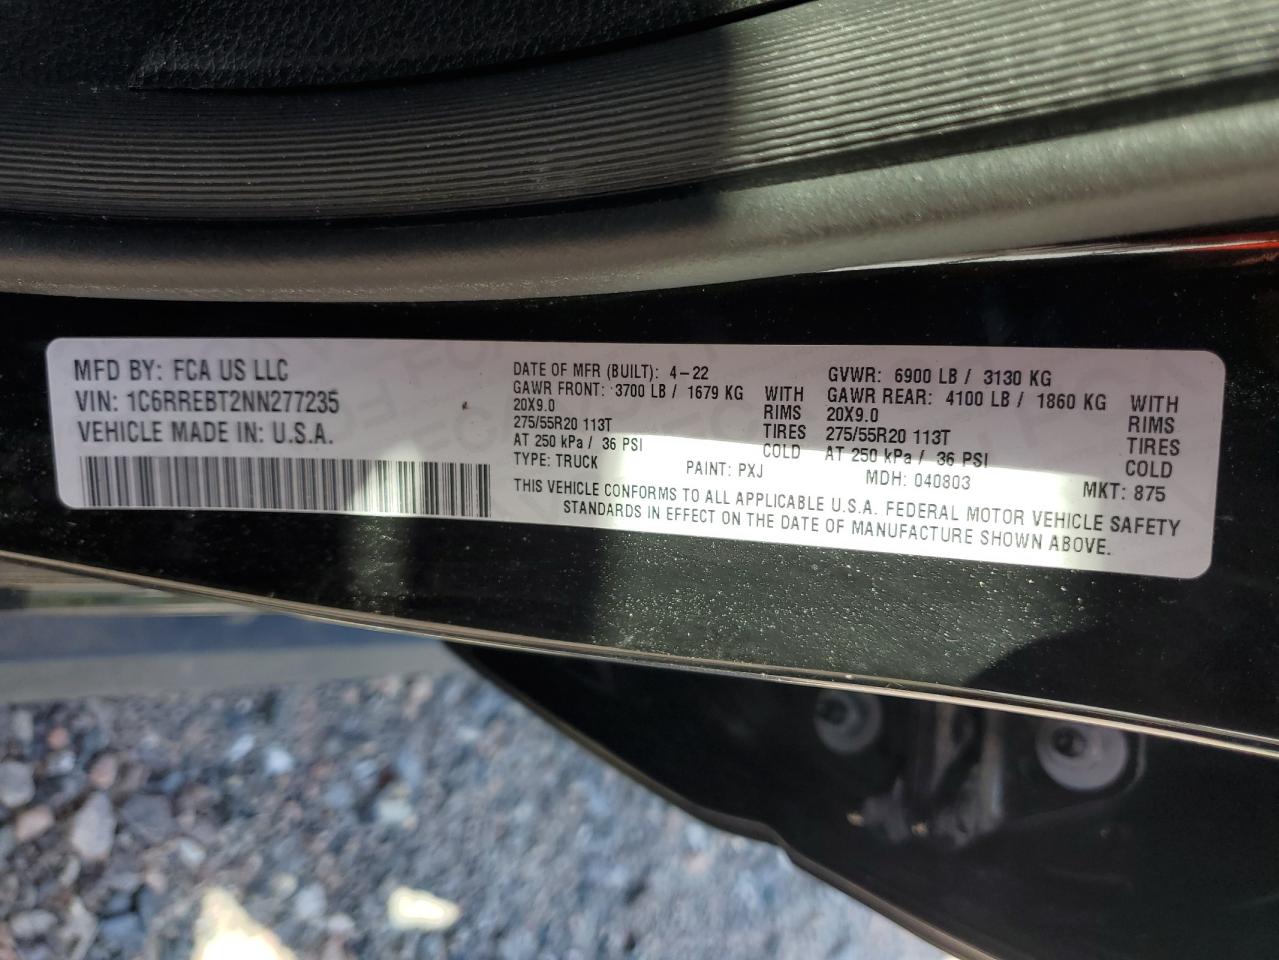 MFD BY: FCA US LLC
VIN: 1C6RREBT2NN277235
VEHICLE MADE IN: U.S.A.
DATE OF MFR (BUILT): 4-22
GAWR FRONT: 3700 LB / 1679 KG WITH
20X9.0 RIMS
275/55R20 113T TIRES
AT 250 kPa / 36 PSI COLD
TYPE: TRUCK
GVWR: 6900 LB / 3130 KG
GAWR REAR: 4100 LB / 1860 KG WITH
20X9.0 RIMS
275/55R20 113T TIRES
AT 250 kPa / 36 PSI COLD
PAINT: PXJ MDH: 040803 MKT: 875
THIS VEHICLE CONFORMS TO ALL APPLICABLE U.S.A. FEDERAL MOTOR VEHICLE SAFETY
STANDARDS IN EFFECT ON THE DATE OF MANUFACTURE SHOWN ABOVE.